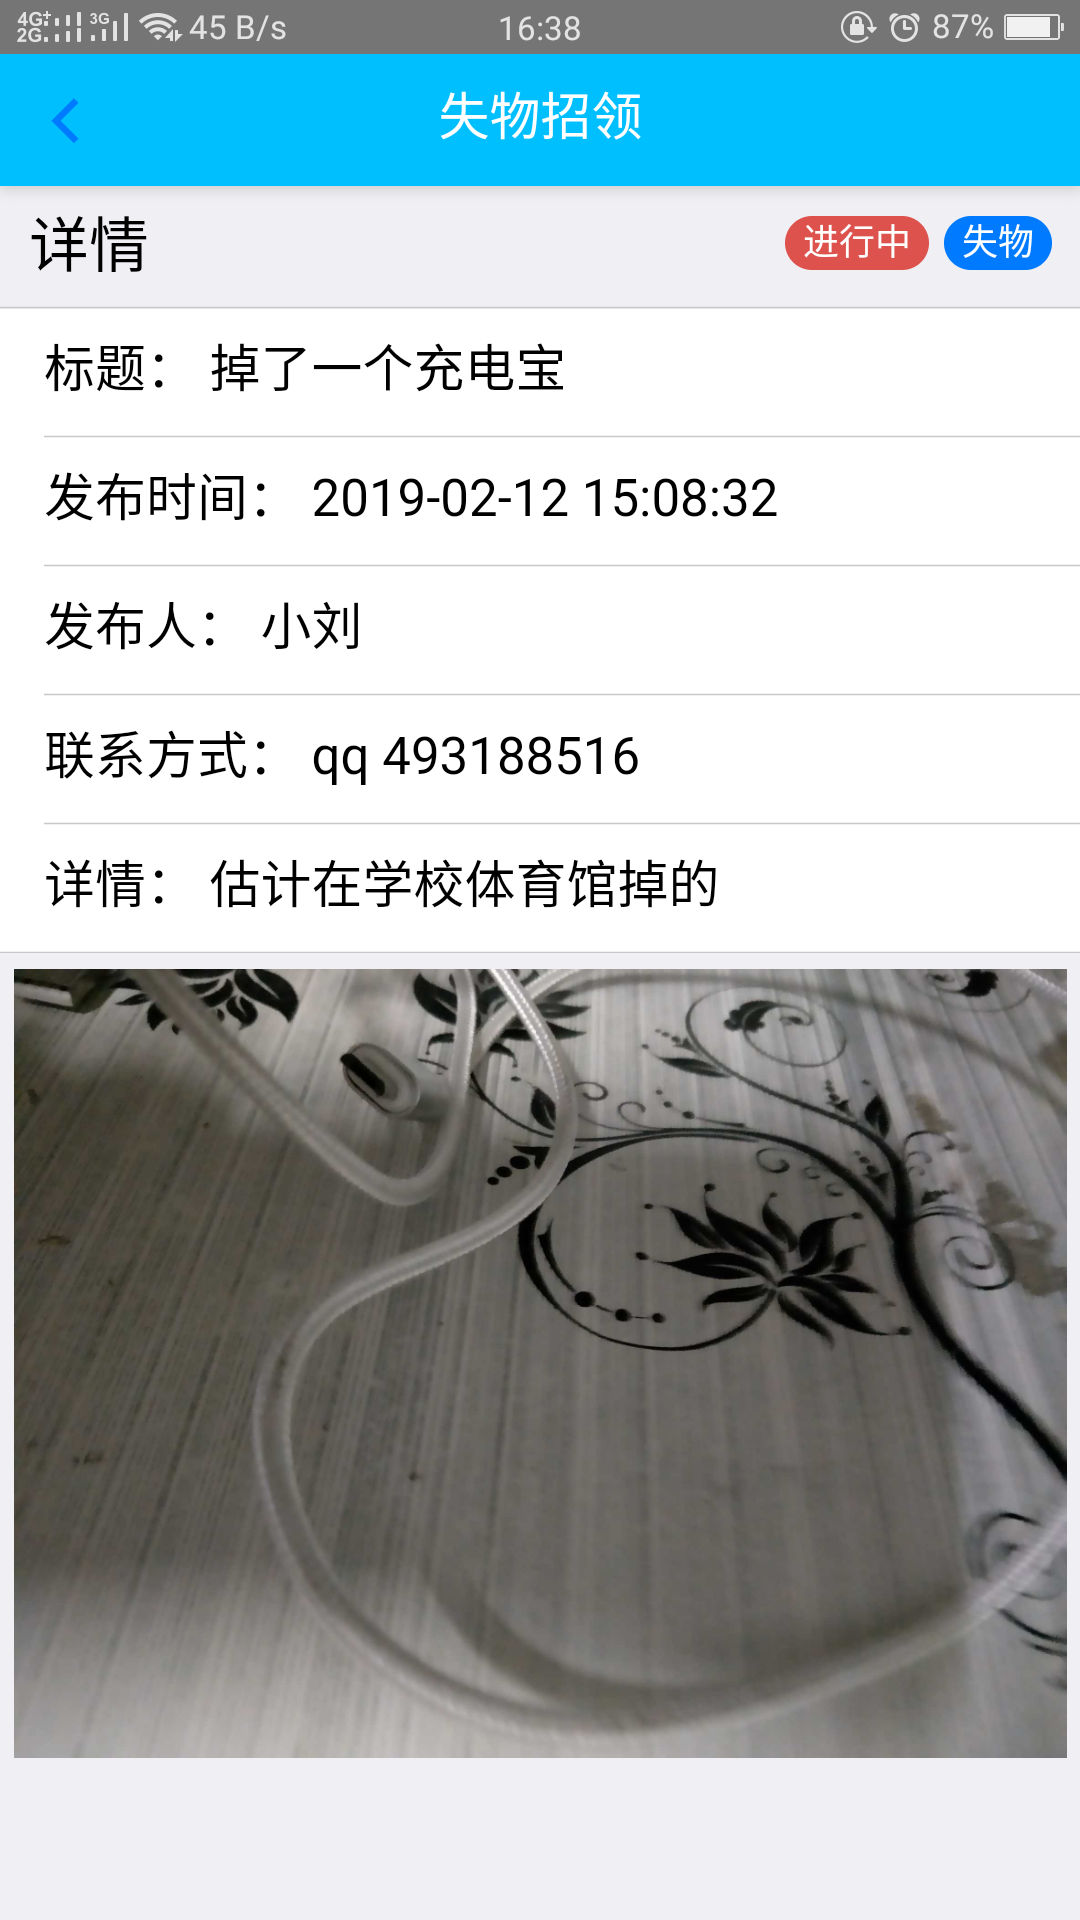 4G+ 3G 2G 45 B/s 16:38 87%
失物招领
详情 进行中 失物
标题： 掉了一个充电宝
发布时间： 2019-02-12 15:08:32
发布人： 小刘
联系方式： qq 493188516
详情： 估计在学校体育馆掉的